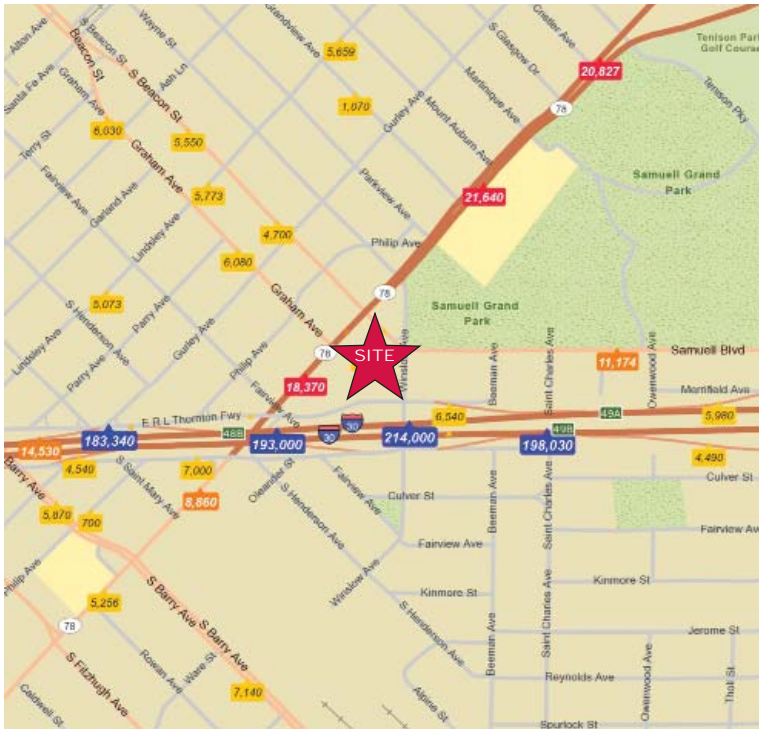 Alton Ave
Beacon St
S Beacon St
Wayne St
Grandview Ave
5,659
S Glasgow Dr
Cristler Ave
20,827
Tenison Park
Golf Course
Santa Fe Ave
Graham Ave
S Beacon St
Ash Ln
1,070
Gurley Ave
Mount Auburn Ave
Martinique Ave
78
Tenison Pky
Terry St
6,030
5,550
Fairview Ave
Garland Ave
Graham Ave
5,773
Parkview Ave
21,640
Samuell Grand
Park
Lindsley Ave
4,700
Philip Ave
6,080
S Henderson Ave
5,073
Parry Ave
Graham Ave
78
Samuell Grand
Park
Lindsley Ave
Gurley Ave
Philip Ave
78
SITE
Winslow Ave
Beeman Ave
Saint Charles Ave
11,174
Owenwood Ave
Samuell Blvd
Parry Ave
Fairview Ave
18,370
Merrifield Ave
E R L Thornton Fwy
30
6,540
49A
5,980
14,530
183,340
48B
193,000
30
214,000
49B
198,030
4,490
Barry Ave
4,540
S Saint Mary Ave
7,000
Oleander St
Fairview Ave
S Henderson Ave
8,860
Culver St
Beeman Ave
Saint Charles Ave
Culver St
5,870
700
Fairview Ave
Fairview Ave
Philip Ave
Winslow Ave
Kinmore St
Kinmore St
5,256
S Barry Ave
S Barry Ave
S Henderson Ave
Beeman Ave
Saint Charles Ave
78
Jerome St
S Fitzhugh Ave
Rowan Ave
Ware St
Reynolds Ave
Owenwood Ave
Tholl St
Caldwell St
7,140
Alpine St
Spurlock St